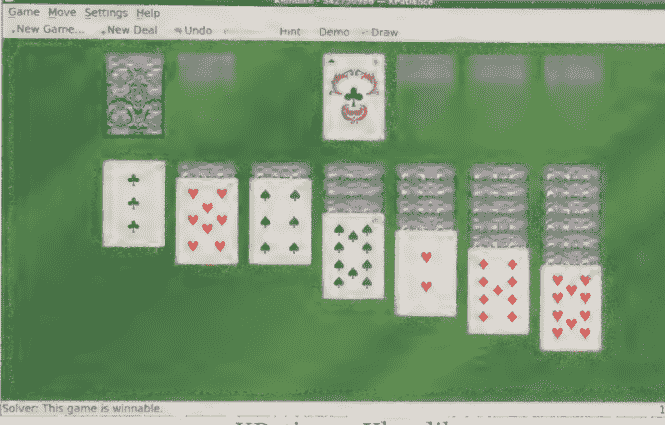 Game Move Settings Help
New Game... New Deal Undo Hint Demo Draw
Solver: This game is winnable.